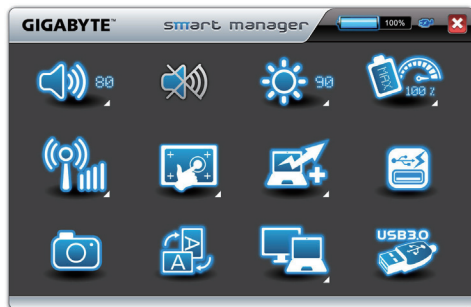 GIGABYTE™
smart manager
100%
80
90
MAX
100 %
A
A
USB3.0